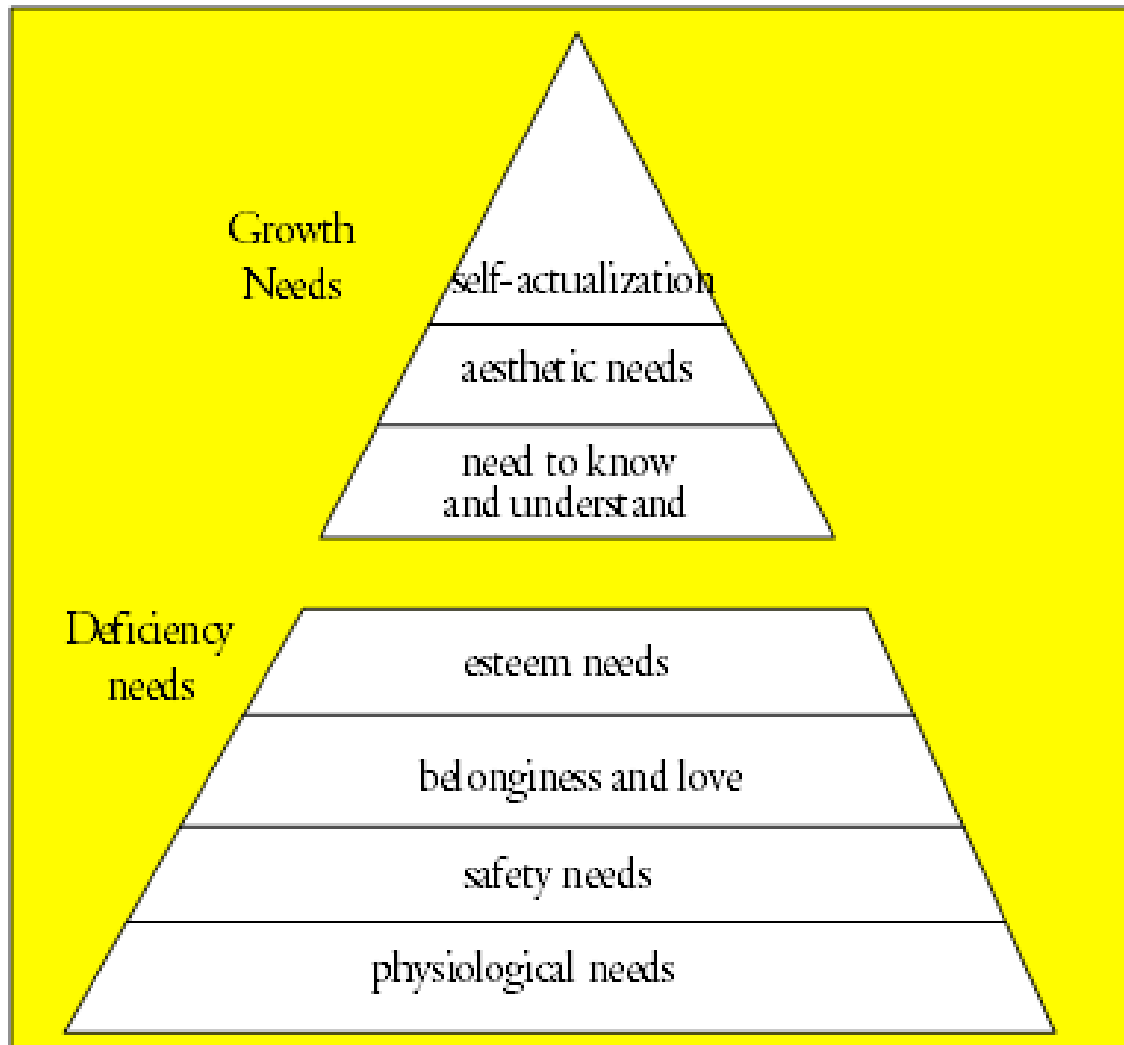 Growth
Needs
self-actualization
aesthetic needs
need to know
and understand
Deficiency
needs
esteem needs
belonginess and love
safety needs
physiological needs